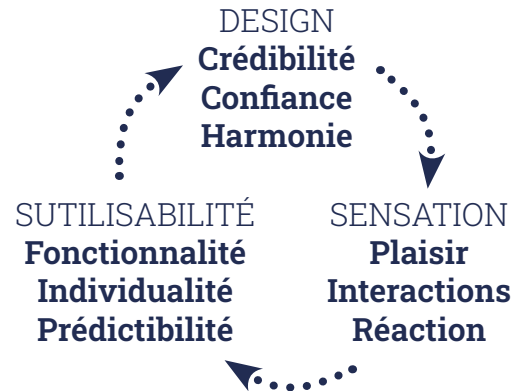 DESIGN
Crédibilité
Confiance
Harmonie
SUTILISABILITÉ
Fonctionnalité
Individualité
Prédictibilité
SENSATION
Plaisir
Interactions
Réaction